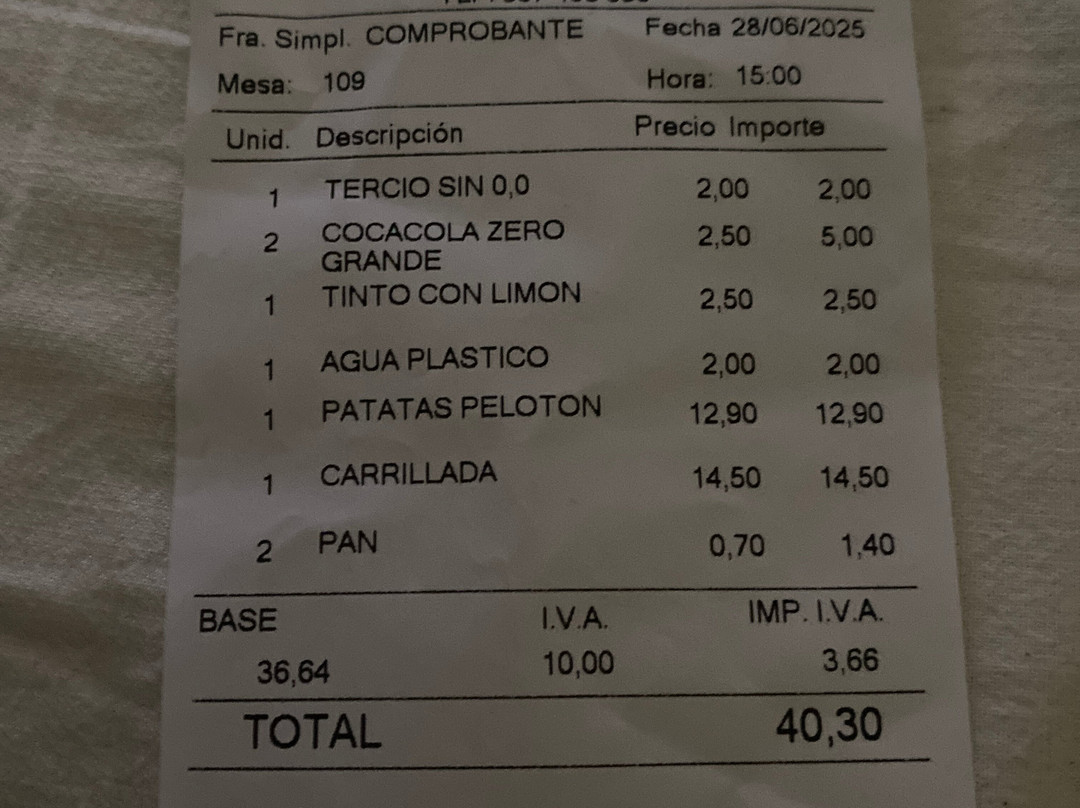 Fra. Simpl. COMPROBANTE Fecha 28/06/2025
Mesa: 109 Hora: 15:00
Unid. Descripción Precio Importe
1 TERCIO SIN 0,0 2,00 2,00
2 COCACOLA ZERO 2,50 5,00
GRANDE
1 TINTO CON LIMON 2,50 2,50
1 AGUA PLASTICO 2,00 2,00
1 PATATAS PELOTON 12,90 12,90
1 CARRILLADA 14,50 14,50
2 PAN 0,70 1,40
BASE I.V.A. IMP. I.V.A.
36,64 10,00 3,66
TOTAL 40,30